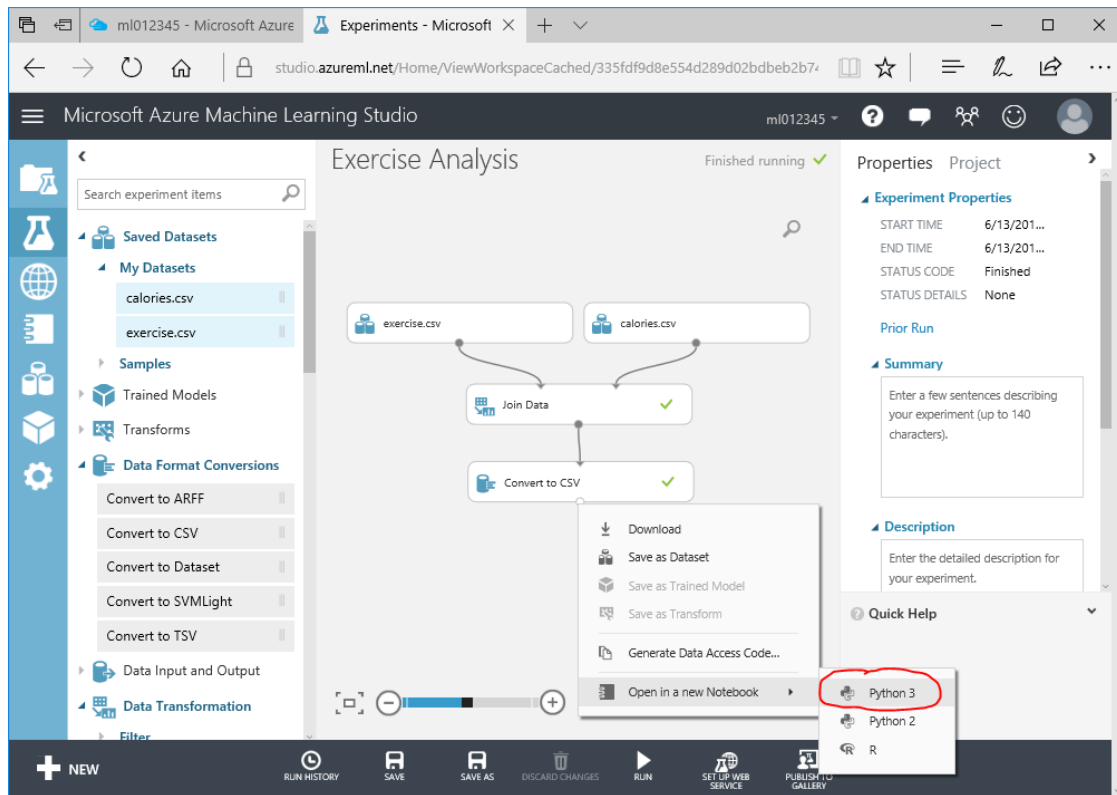 ml012345 - Microsoft Azure
Experiments - Microsoft
studio.azureml.net/Home/ViewWorkspaceCached/335fdf9d8e554d289d02bdbeb2b74
Microsoft Azure Machine Learning Studio
ml012345
Search experiment items
Saved Datasets
My Datasets
calories.csv
exercise.csv
Samples
Trained Models
Transforms
Data Format Conversions
Convert to ARFF
Convert to CSV
Convert to Dataset
Convert to SVMLight
Convert to TSV
Data Input and Output
Data Transformation
Filter
Exercise Analysis
Finished running
exercise.csv
calories.csv
Join Data
Convert to CSV
Download
Save as Dataset
Save as Trained Model
Save as Transform
Generate Data Access Code...
Open in a new Notebook
Python 3
Python 2
R
Properties Project
Experiment Properties
START TIME 6/13/201...
END TIME 6/13/201...
STATUS CODE Finished
STATUS DETAILS None
Prior Run
Summary
Enter a few sentences describing
your experiment (up to 140
characters).
Description
Enter the detailed description for
your experiment.
Quick Help
NEW
RUN HISTORY
SAVE
SAVE AS
DISCARD CHANGES
RUN
SET UP WEB
SERVICE
PUBLISH TO
GALLERY